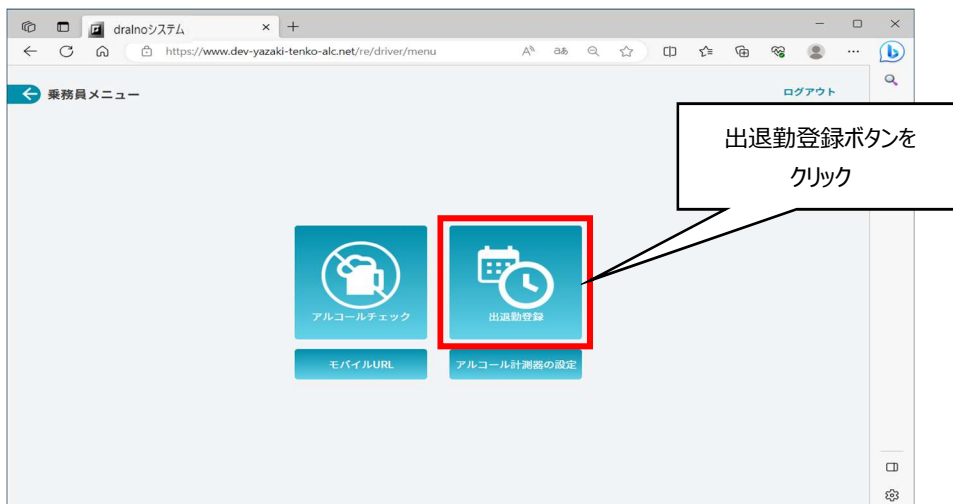 dralnoシステム
https://www.dev-yazaki-tenko-alc.net/re/driver/menu
乗務員メニュー
ログアウト
出退勤登録ボタンを
クリック
アルコールチェック
出退勤登録
モバイルURL
アルコール計測器の設定